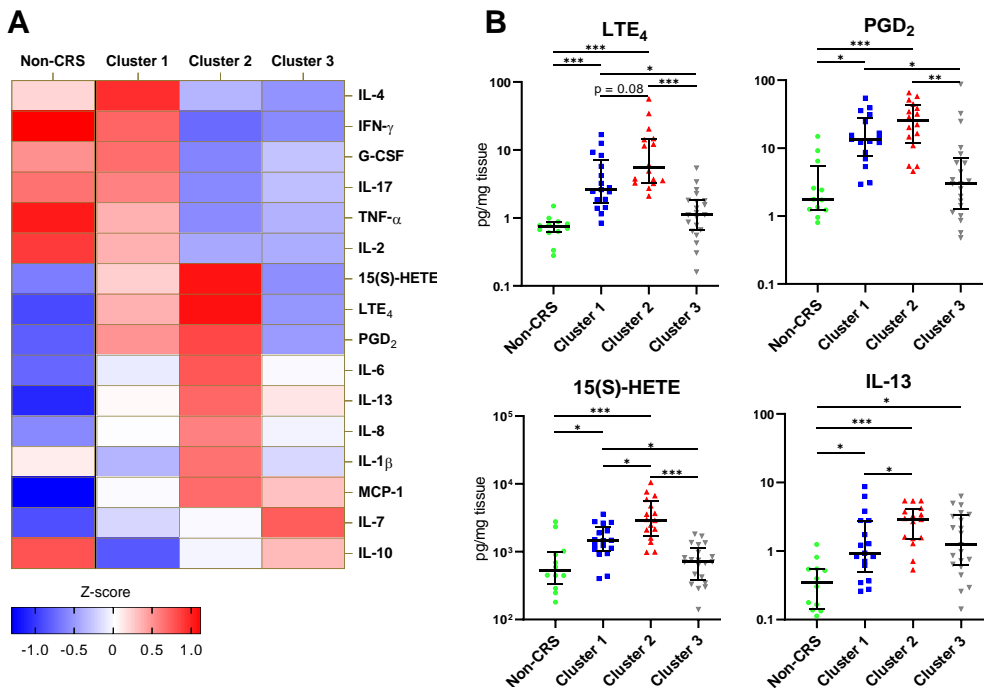 A
Non-CRS Cluster 1 Cluster 2 Cluster 3
IL-4
IFN-γ
G-CSF
IL-17
TNF-α
IL-2
15(S)-HETE
LTE4
PGD2
IL-6
IL-13
IL-8
IL-1β
MCP-1
IL-7
IL-10
Z-score
-1.0 -0.5 0 0.5 1.0
B
LTE4
***
***
*
p = 0.08
***
100
10
1
0.1
pg/mg tissue
Non-CRS Cluster 1 Cluster 2 Cluster 3
PGD2
***
*
*
**
100
10
1
0.1
Non-CRS Cluster 1 Cluster 2 Cluster 3
15(S)-HETE
***
*
*
*
***
10^5
10^4
10^3
10^2
pg/mg tissue
Non-CRS Cluster 1 Cluster 2 Cluster 3
IL-13
*
***
*
*
100
10
1
0.1
Non-CRS Cluster 1 Cluster 2 Cluster 3